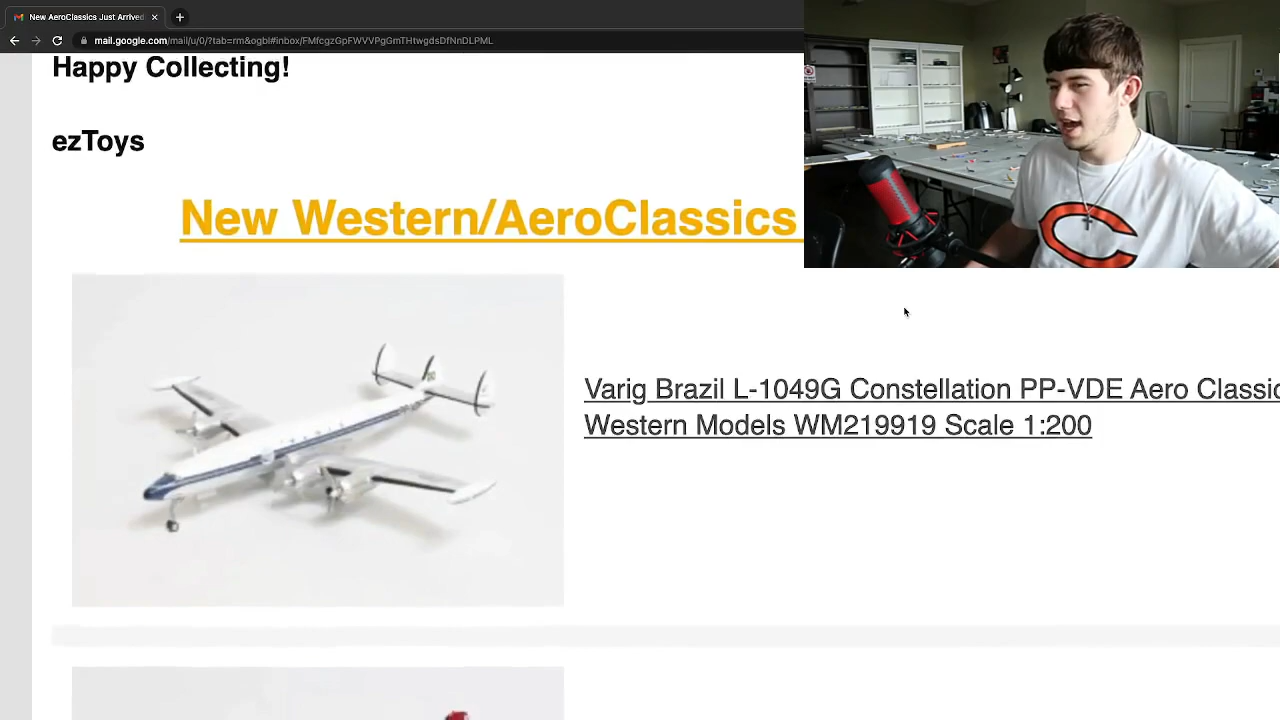 New AeroClassics Just Arrived
mail.google.com/mail/u/0/?tab=rm&ogbl#inbox/FMfcgzGpFWVVPgGmTHtwgdsDfNnDLPML
Happy Collecting!
ezToys
New Western/AeroClassics
Varig Brazil L-1049G Constellation PP-VDE Aero Classic
Western Models WM219919 Scale 1:200